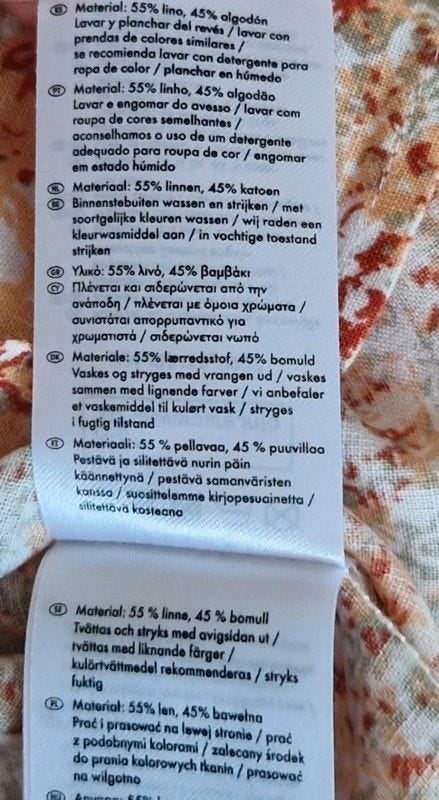 ES Material: 55% lino, 45% algodón
Lavar y planchar del revés / lavar con
prendas de colores similares /
se recomienda lavar con detergente para
ropa de color / planchar en húmedo
PT Material: 55% linho, 45% algodão
Lavar e engomar do avesso / lavar com
roupa de cores semelhantes /
aconselhamos o uso de um detergente
adequado para roupa de cor / engomar
em estado húmido
NL Materiaal: 55% linnen, 45% katoen
BE Binnenstebuiten wassen en strijken / met
soortgelijke kleuren wassen / wij raden een
kleurwasmiddel aan / in vochtige toestand
strijken
GR Υλικό: 55% λινό, 45% βαμβάκι
CY Πλένεται και σιδερώνεται από την
ανάποδη / πλένεται με όμοια χρώματα /
συνιστάται απορρυπαντικό για
χρωματιστά / σιδερώνεται νωπό
DK Materiale: 55% lærredsstof, 45% bomuld
Vaskes og stryges med vrangen ud / vaskes
sammen med lignende farver / vi anbefaler
et vaskemiddel til kulørt vask / stryges
i fugtig tilstand
FI Materiaali: 55 % pellavaa, 45 % puuvillaa
Pestävä ja silitettävä nurin päin
käännettynä / pestävä samanväristen
kanssa / suosittelemme kirjopesuainetta /
silitettävä kosteana
SE Material: 55 % linne, 45 % bomull
Tvättas och stryks med avigsidan ut /
tvättas med liknande färger /
kulörtvättmedel rekommenderas / stryks
fuktig
PL Materiał: 55% len, 45% bawełna
Prać i prasować na lewej stronie / prać
z podobnymi kolorami / zalecany środek
do prania kolorowych tkanin / prasować
na wilgotno
HU